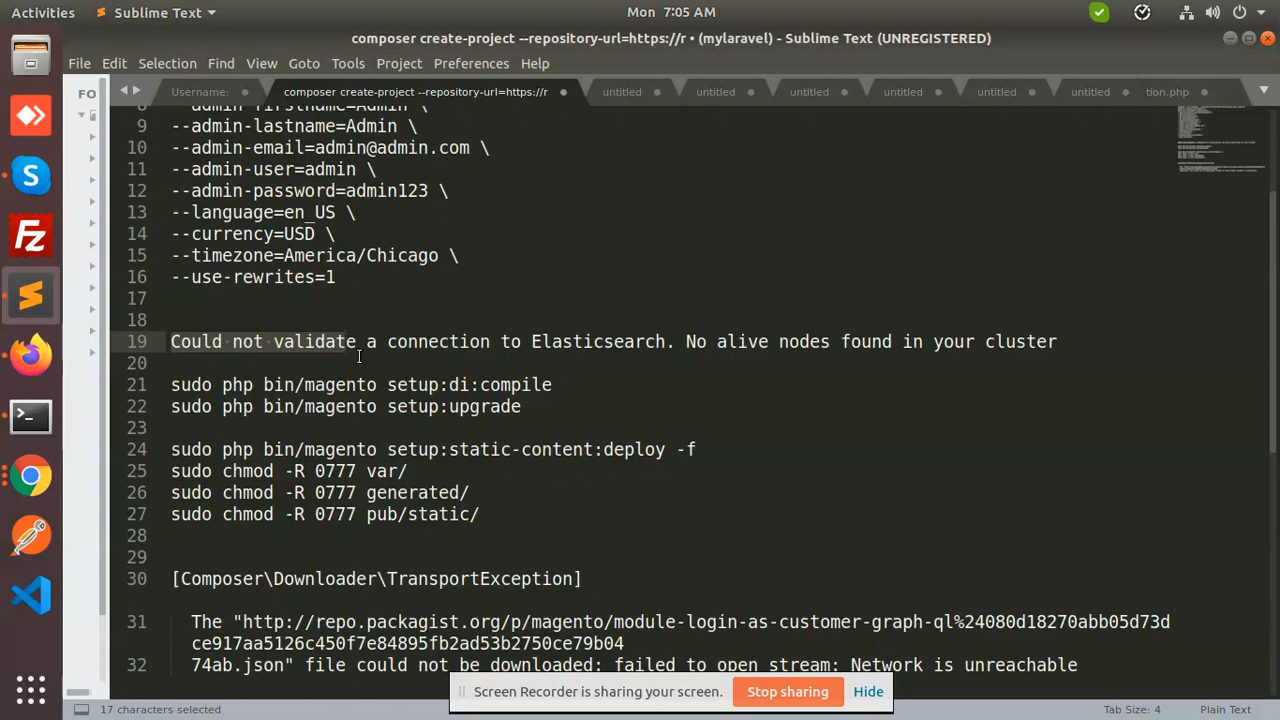 Activities
Sublime Text
Mon 7:05 AM
composer create-project --repository-url=https://r • (mylaravel) - Sublime Text (UNREGISTERED)
File Edit Selection Find View Goto Tools Project Preferences Help
FO
Username:
composer create-project --repository-url=https://r
untitled
untitled
untitled
untitled
untitled
untitled
tion.php
8 --admin-firstname=Admin \
9 --admin-lastname=Admin \
10 --admin-email=admin@admin.com \
11 --admin-user=admin \
12 --admin-password=admin123 \
13 --language=en_US \
14 --currency=USD \
15 --timezone=America/Chicago \
16 --use-rewrites=1
17
18
19 Could not validate a connection to Elasticsearch. No alive nodes found in your cluster
20
21 sudo php bin/magento setup:di:compile
22 sudo php bin/magento setup:upgrade
23
24 sudo php bin/magento setup:static-content:deploy -f
25 sudo chmod -R 0777 var/
26 sudo chmod -R 0777 generated/
27 sudo chmod -R 0777 pub/static/
28
29
30 [Composer\Downloader\TransportException]
31 The "http://repo.packagist.org/p/magento/module-login-as-customer-graph-ql%24080d18270abb05d73d
ce917aa5126c450f7e84895fb2ad53b2750ce79b04
32 74ab.json" file could not be downloaded: failed to open stream: Network is unreachable
Screen Recorder is sharing your screen.
Stop sharing
Hide
17 characters selected
Tab Size: 4
Plain Text